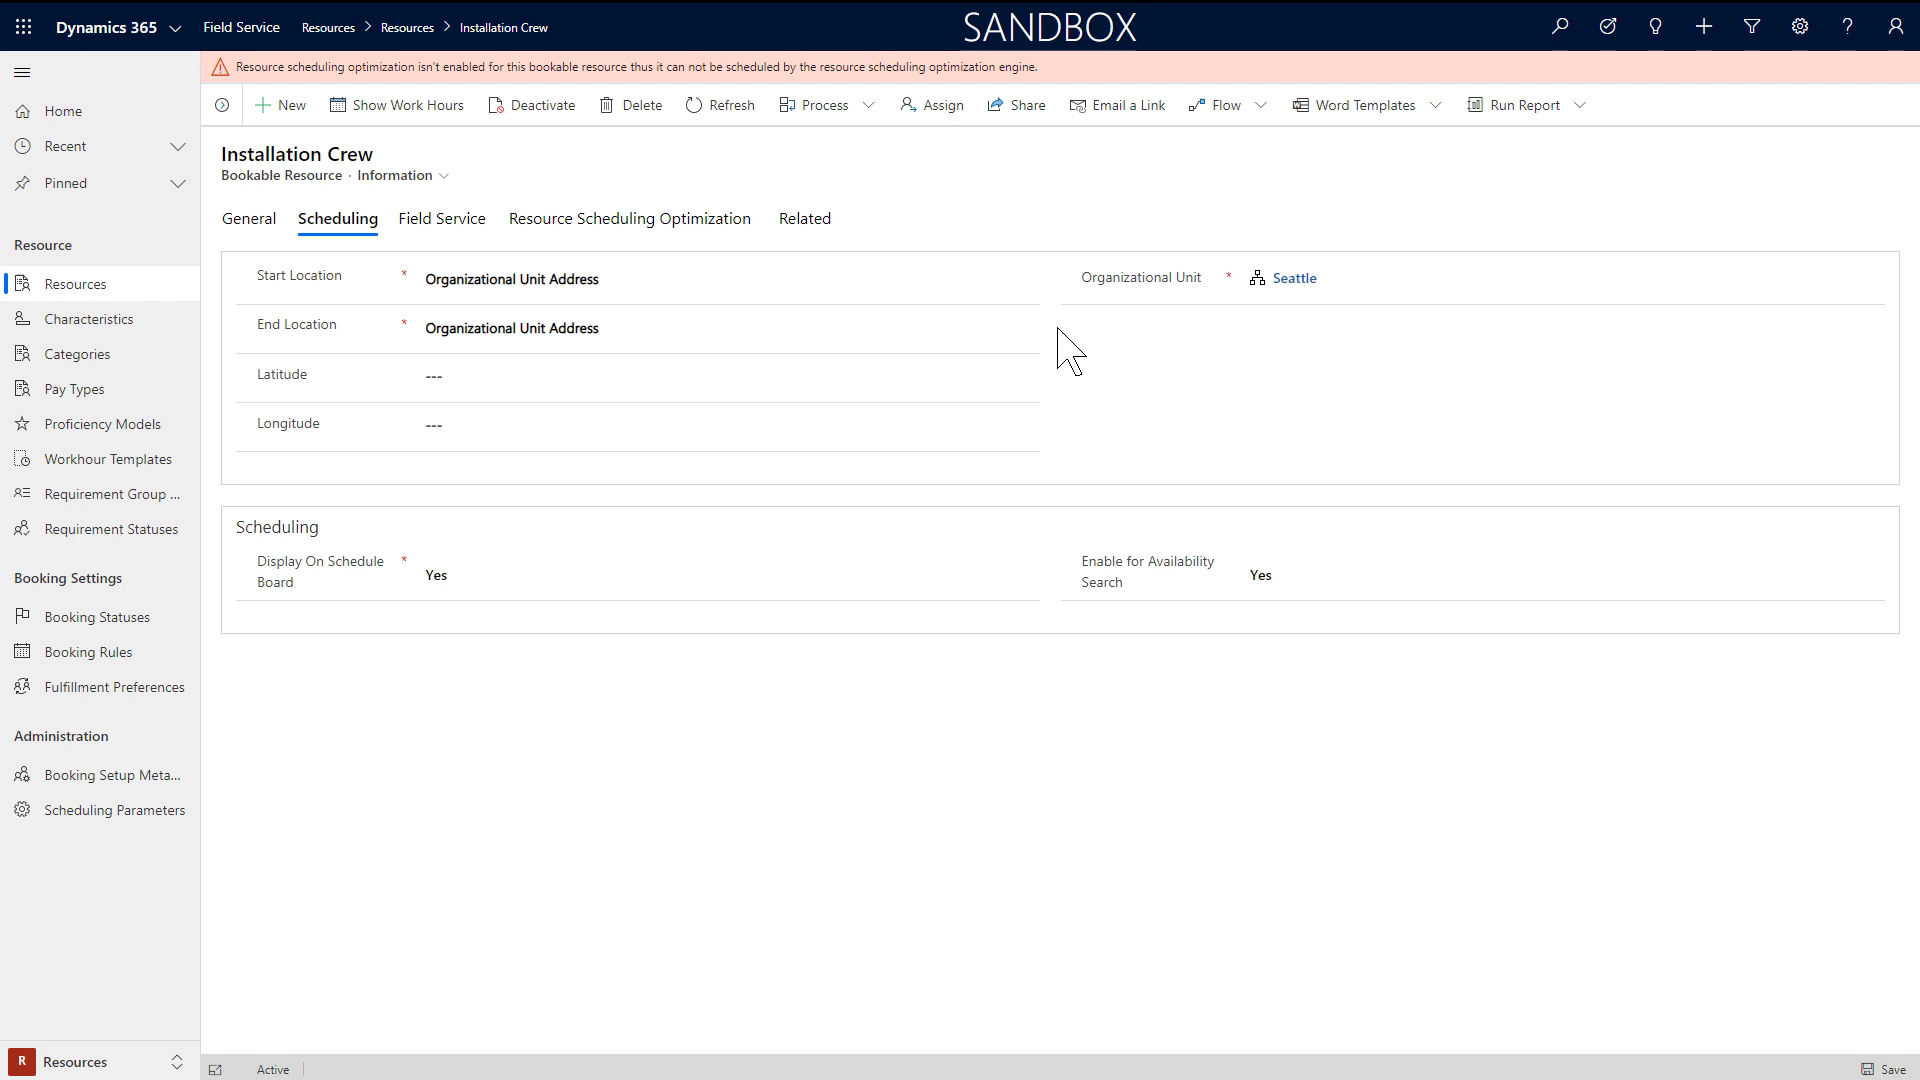 Dynamics 365 Field Service Resources Resources Installation Crew SANDBOX
Resource scheduling optimization isn't enabled for this bookable resource thus it can not be scheduled by the resource scheduling optimization engine.
New Show Work Hours Deactivate Delete Refresh Process Assign Share Email a Link Flow Word Templates Run Report
Home
Recent
Pinned
Resource
Resources
Characteristics
Categories
Pay Types
Proficiency Models
Workhour Templates
Requirement Group ...
Requirement Statuses
Booking Settings
Booking Statuses
Booking Rules
Fulfillment Preferences
Administration
Booking Setup Meta...
Scheduling Parameters
R Resources
Installation Crew
Bookable Resource · Information
General Scheduling Field Service Resource Scheduling Optimization Related
Start Location * Organizational Unit Address
End Location * Organizational Unit Address
Latitude ---
Longitude ---
Organizational Unit * Seattle
Scheduling
Display On Schedule
Board * Yes
Enable for Availability
Search Yes
Active
Save